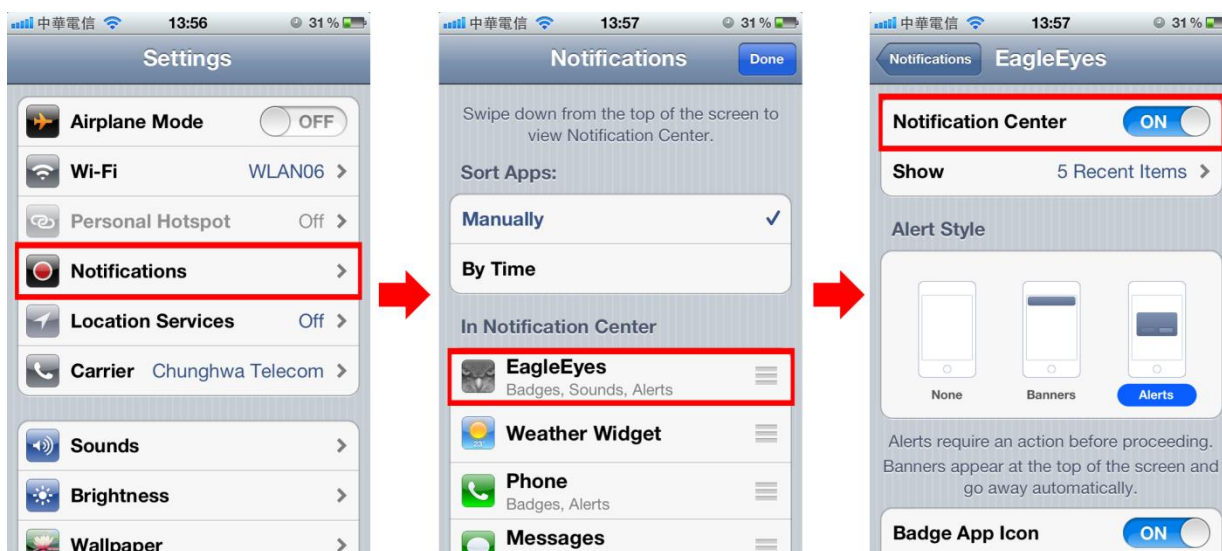 中華電信 13:56 31%
Settings
Airplane Mode OFF
Wi-Fi WLAN06
Personal Hotspot Off
Notifications
Location Services Off
Carrier Chunghwa Telecom
Sounds
Brightness
Wallpaper
中華電信 13:57 31%
Notifications Done
Swipe down from the top of the screen to
view Notification Center.
Sort Apps:
Manually
By Time
In Notification Center
EagleEyes
Badges, Sounds, Alerts
23°
Weather Widget
Phone
Badges, Alerts
Messages
中華電信 13:57 31%
Notifications EagleEyes
Notification Center ON
Show 5 Recent Items
Alert Style
None Banners Alerts
Alerts require an action before proceeding.
Banners appear at the top of the screen and
go away automatically.
Badge App Icon ON